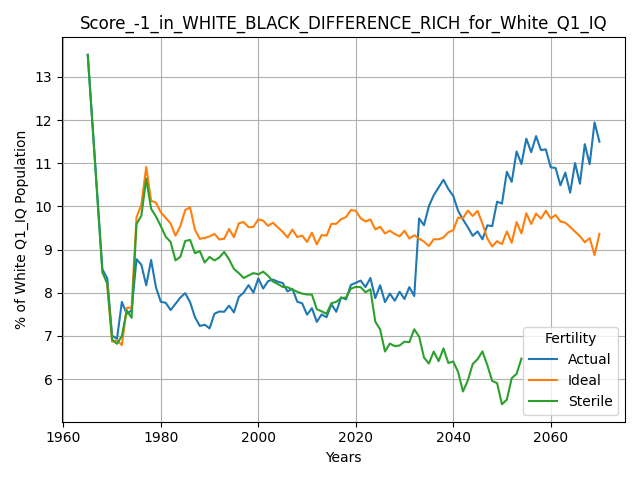 Score_-1_in_WHITE_BLACK_DIFFERENCE_RICH_for_White_Q1_IQ
% of White Q1_IQ Population
13
12
11
10
9
8
7
6
1960
1980
2000
2020
2040
2060
Years
Fertility
Actual
Ideal
Sterile